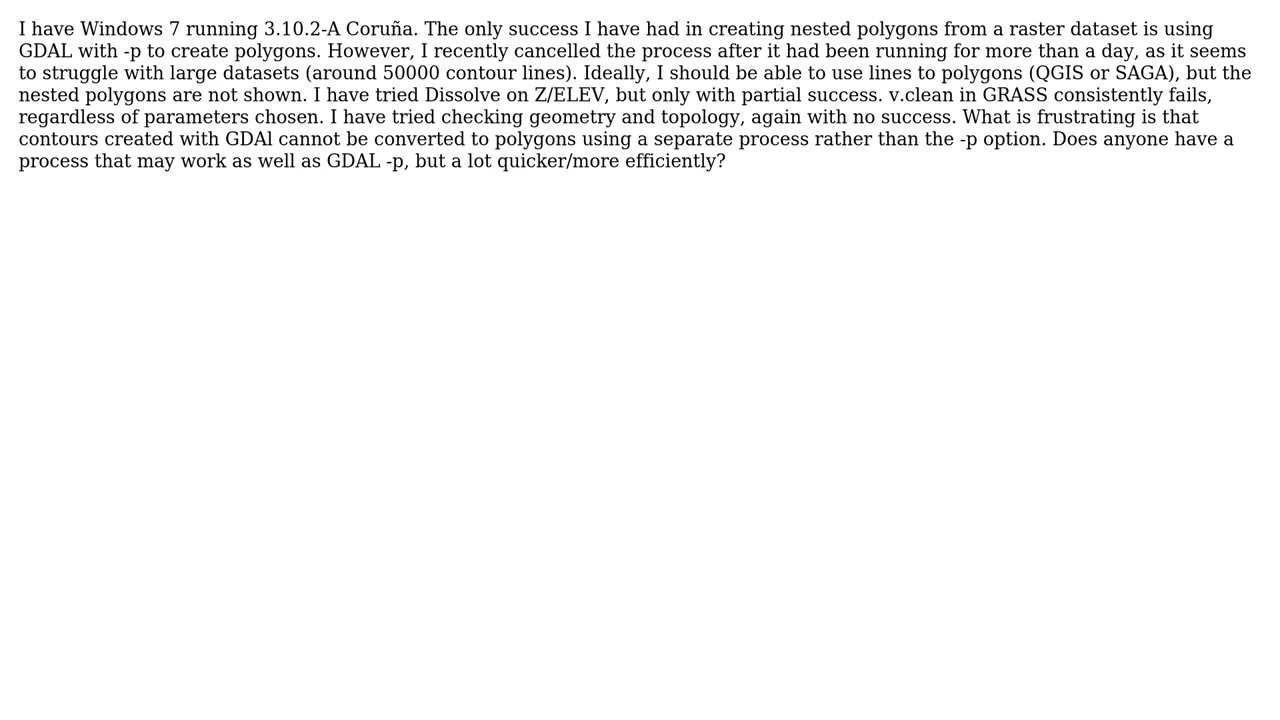 I have Windows 7 running 3.10.2-A Coruña. The only success I have had in creating nested polygons from a raster dataset is using
GDAL with -p to create polygons. However, I recently cancelled the process after it had been running for more than a day, as it seems
to struggle with large datasets (around 50000 contour lines). Ideally, I should be able to use lines to polygons (QGIS or SAGA), but the
nested polygons are not shown. I have tried Dissolve on Z/ELEV, but only with partial success. v.clean in GRASS consistently fails,
regardless of parameters chosen. I have tried checking geometry and topology, again with no success. What is frustrating is that
contours created with GDAl cannot be converted to polygons using a separate process rather than the -p option. Does anyone have a
process that may work as well as GDAL -p, but a lot quicker/more efficiently?